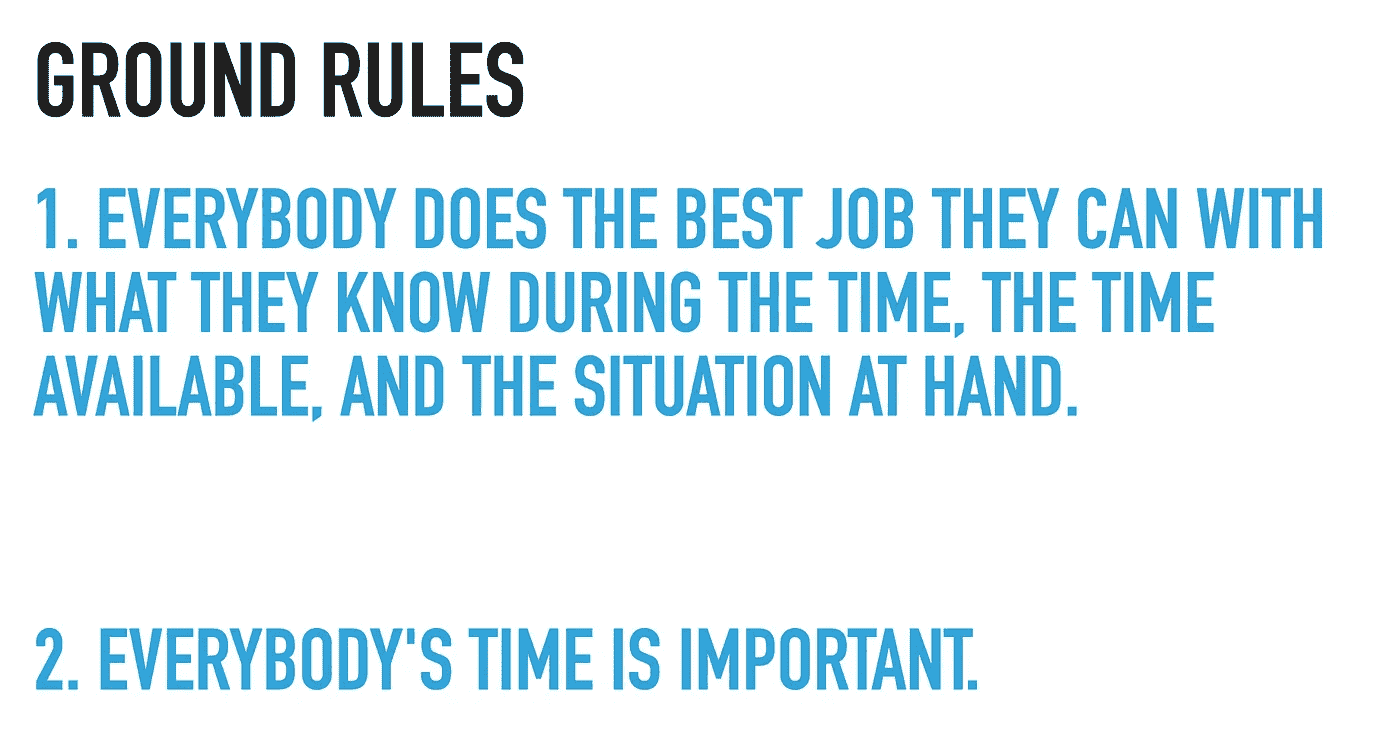 GROUND RULES
1. EVERYBODY DOES THE BEST JOB THEY CAN WITH
WHAT THEY KNOW DURING THE TIME, THE TIME
AVAILABLE, AND THE SITUATION AT HAND.
2. EVERYBODY'S TIME IS IMPORTANT.